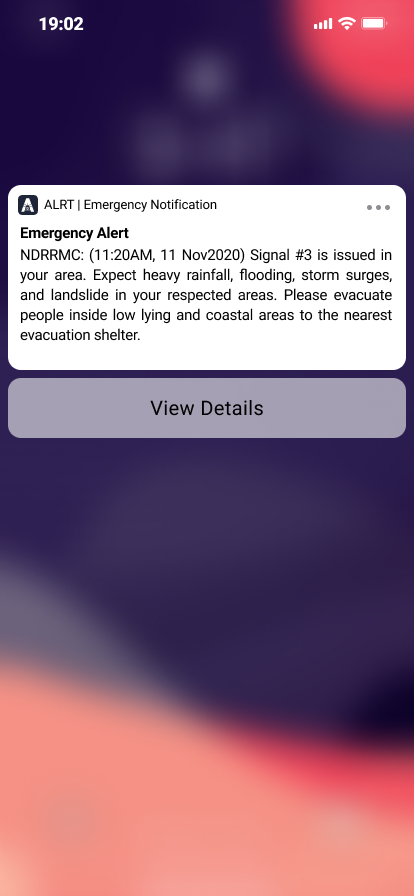 19:02
ALRT | Emergency Notification
Emergency Alert
NDRRMC: (11:20AM, 11 Nov2020) Signal #3 is issued in
your area. Expect heavy rainfall, flooding, storm surges,
and landslide in your respected areas. Please evacuate
people inside low lying and coastal areas to the nearest
evacuation shelter.
View Details